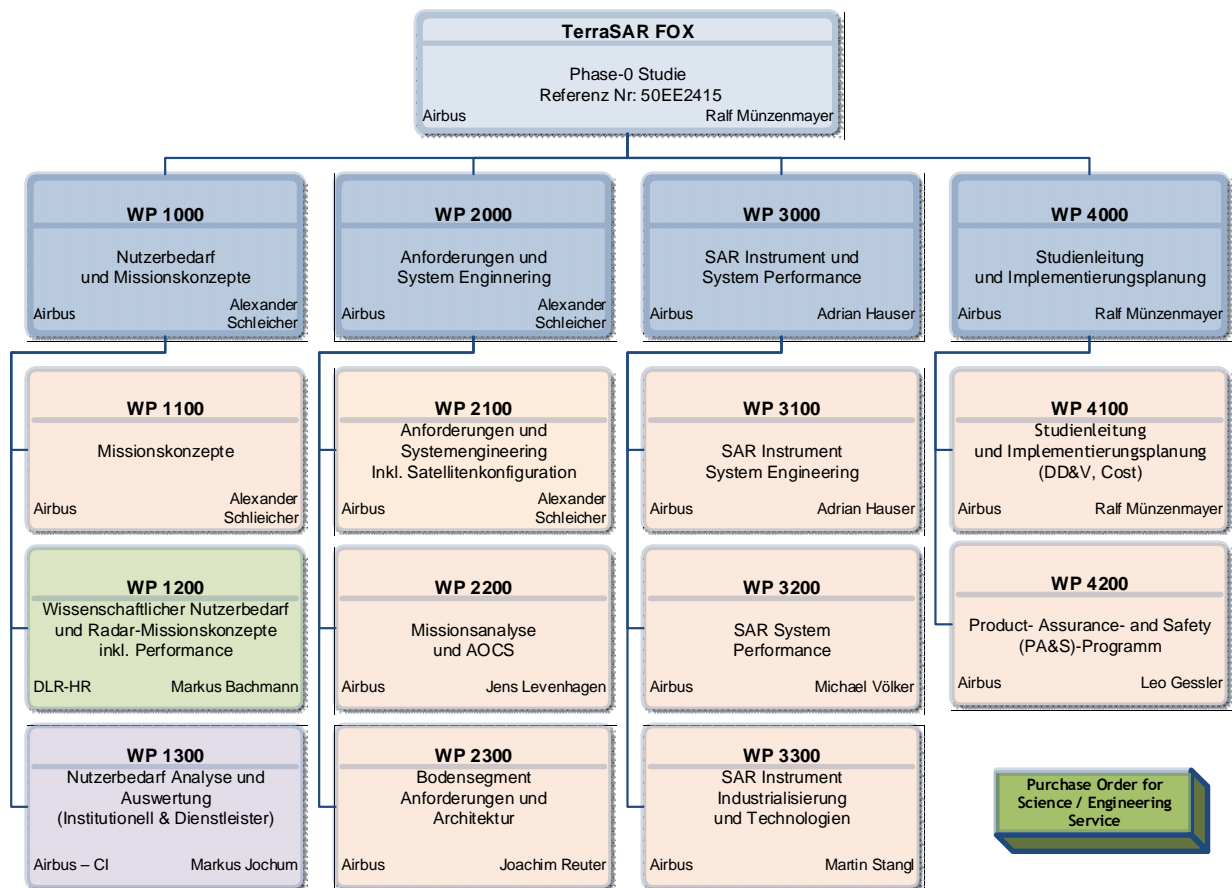 TerraSAR FOX
Phase-0 Studie
Referenz Nr: 50EE2415
Airbus Ralf Münzenmayer
WP 1000
Nutzerbedarf
und Missionskonzepte
Airbus Alexander
Schleicher
WP 2000
Anforderungen und
System Enginnering
Airbus Alexander
Schleicher
WP 3000
SAR Instrument und
System Performance
Airbus Adrian Hauser
WP 4000
Studienleitung
und Implementierungsplanung
Airbus Ralf Münzenmayer
WP 1100
Missionskonzepte
Airbus Alexander
Schlieicher
WP 2100
Anforderungen und
Systemengineering
Inkl. Satellitenkonfiguration
Airbus Alexander
Schleicher
WP 3100
SAR Instrument
System Engineering
Airbus Adrian Hauser
WP 4100
Studienleitung
und Implementierungsplanung
(DD&V, Cost)
Airbus Ralf Münzenmayer
WP 1200
Wissenschaftlicher Nutzerbedarf
und Radar-Missionskonzepte
inkl. Performance
DLR-HR Markus Bachmann
WP 2200
Missionsanalyse
und AOCS
Airbus Jens Levenhagen
WP 3200
SAR System
Performance
Airbus Michael Völker
WP 4200
Product- Assurance- and Safety
(PA&S)-Programm
Airbus Leo Gessler
WP 1300
Nutzerbedarf Analyse und
Auswertung
(Institutionell & Dienstleister)
Airbus – CI Markus Jochum
WP 2300
Bodensegment
Anforderungen und
Architektur
Airbus Joachim Reuter
WP 3300
SAR Instrument
Industrialisierung
und Technologien
Airbus Martin Stangl
Purchase Order for
Science / Engineering
Service